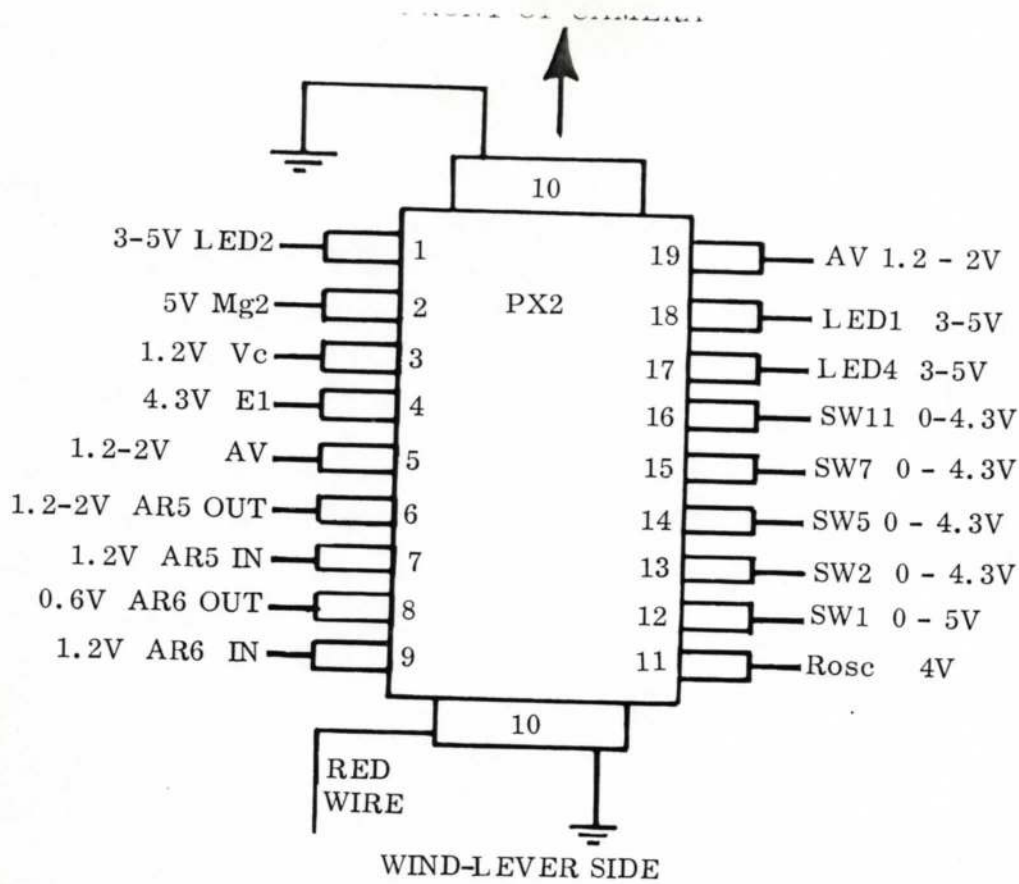 10
3-5V LED2 1 19 AV 1.2 - 2V
5V Mg2 2 PX2 18 LED1 3-5V
1.2V Vc 3 17 LED4 3-5V
4.3V E1 4 16 SW11 0-4.3V
1.2-2V AV 5 15 SW7 0 - 4.3V
1.2-2V AR5 OUT 6 14 SW5 0 - 4.3V
1.2V AR5 IN 7 13 SW2 0 - 4.3V
0.6V AR6 OUT 8 12 SW1 0 - 5V
1.2V AR6 IN 9 11 Rosc 4V
10
RED
WIRE
WIND-LEVER SIDE